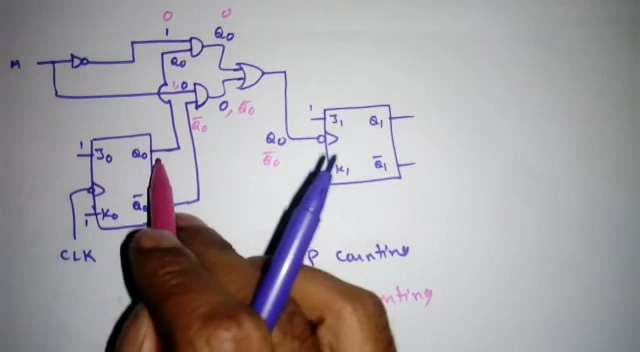 0 0
1 Q0
M
Q0
1,0
0, Q̅0
Q̅0
1 J0 Q0
1 K0 Q̅0
CLK
1 J1 Q1
Q0
Q̅0
K1 Q̅1
counting